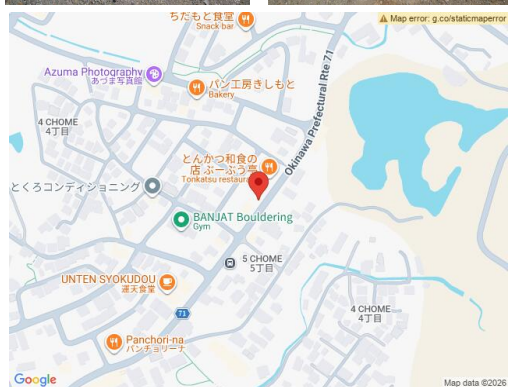 ちだもと食堂
Snack bar
Map error: g.co/staticmaperror
Azuma Photography
あづま写真館
パン工房きしもと
Bakery
4 CHOME
4丁目
とんかつ和食の
店 ぶーぶう亭
Tonkatsu restaurant
Okinawa Prefectural Rte 71
とくろコンディショニング
BANJAT Bouldering
Gym
5 CHOME
5丁目
UNTEN SYOKUDOU
運天食堂
4 CHOME
4丁目
71
Panchori-na
パンチョリーナ
Google
Map data ©2026